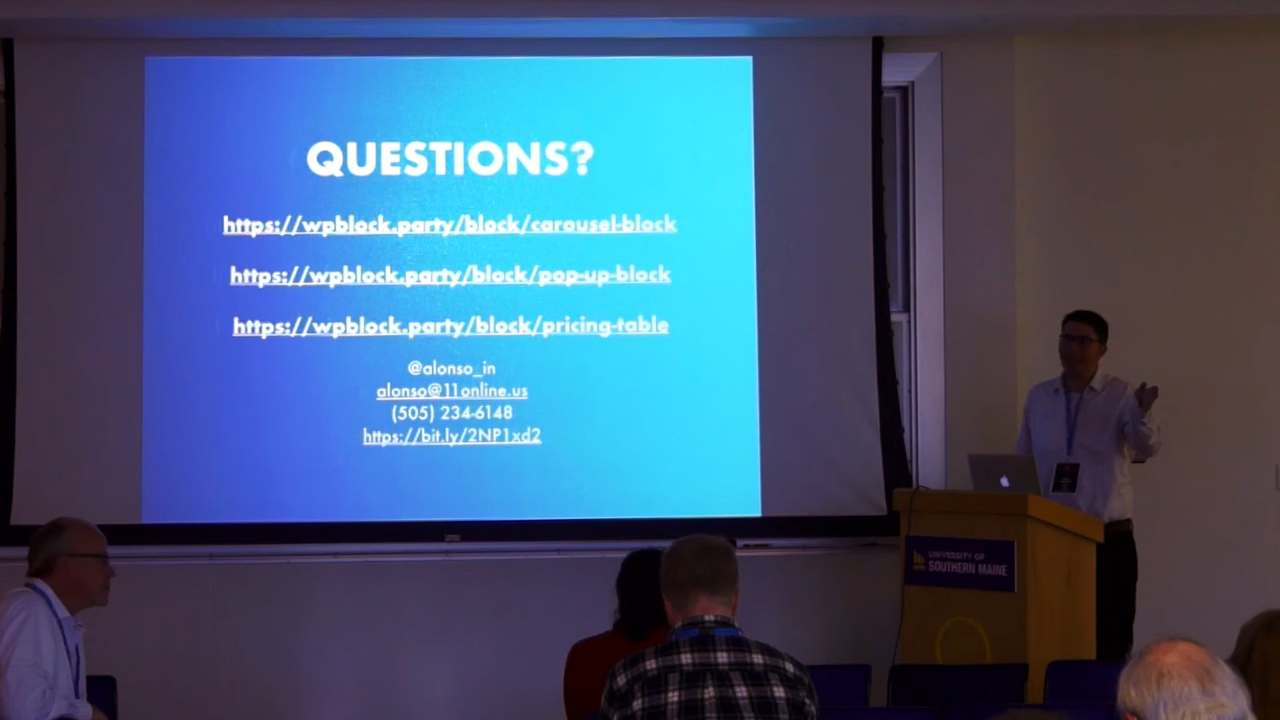 QUESTIONS?
https://wpblock.party/block/carousel-block
https://wpblock.party/block/pop-up-block
https://wpblock.party/block/pricing-table
@alonso_in
alonso@11online.us
(505) 234-6148
https://bit.ly/2NP1xd2
UNIVERSITY OF
SOUTHERN MAINE